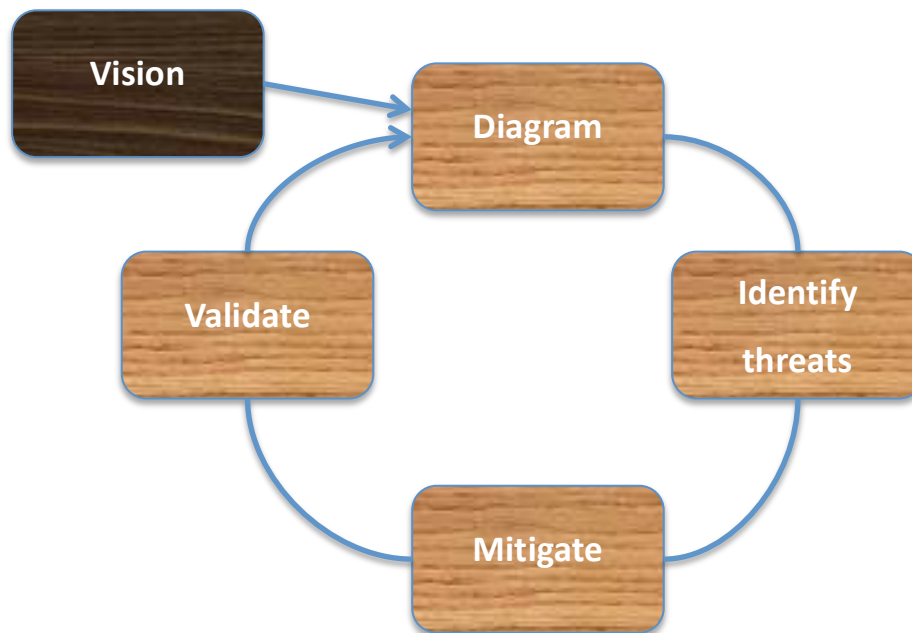 Vision
Diagram
Identify
threats
Mitigate
Validate